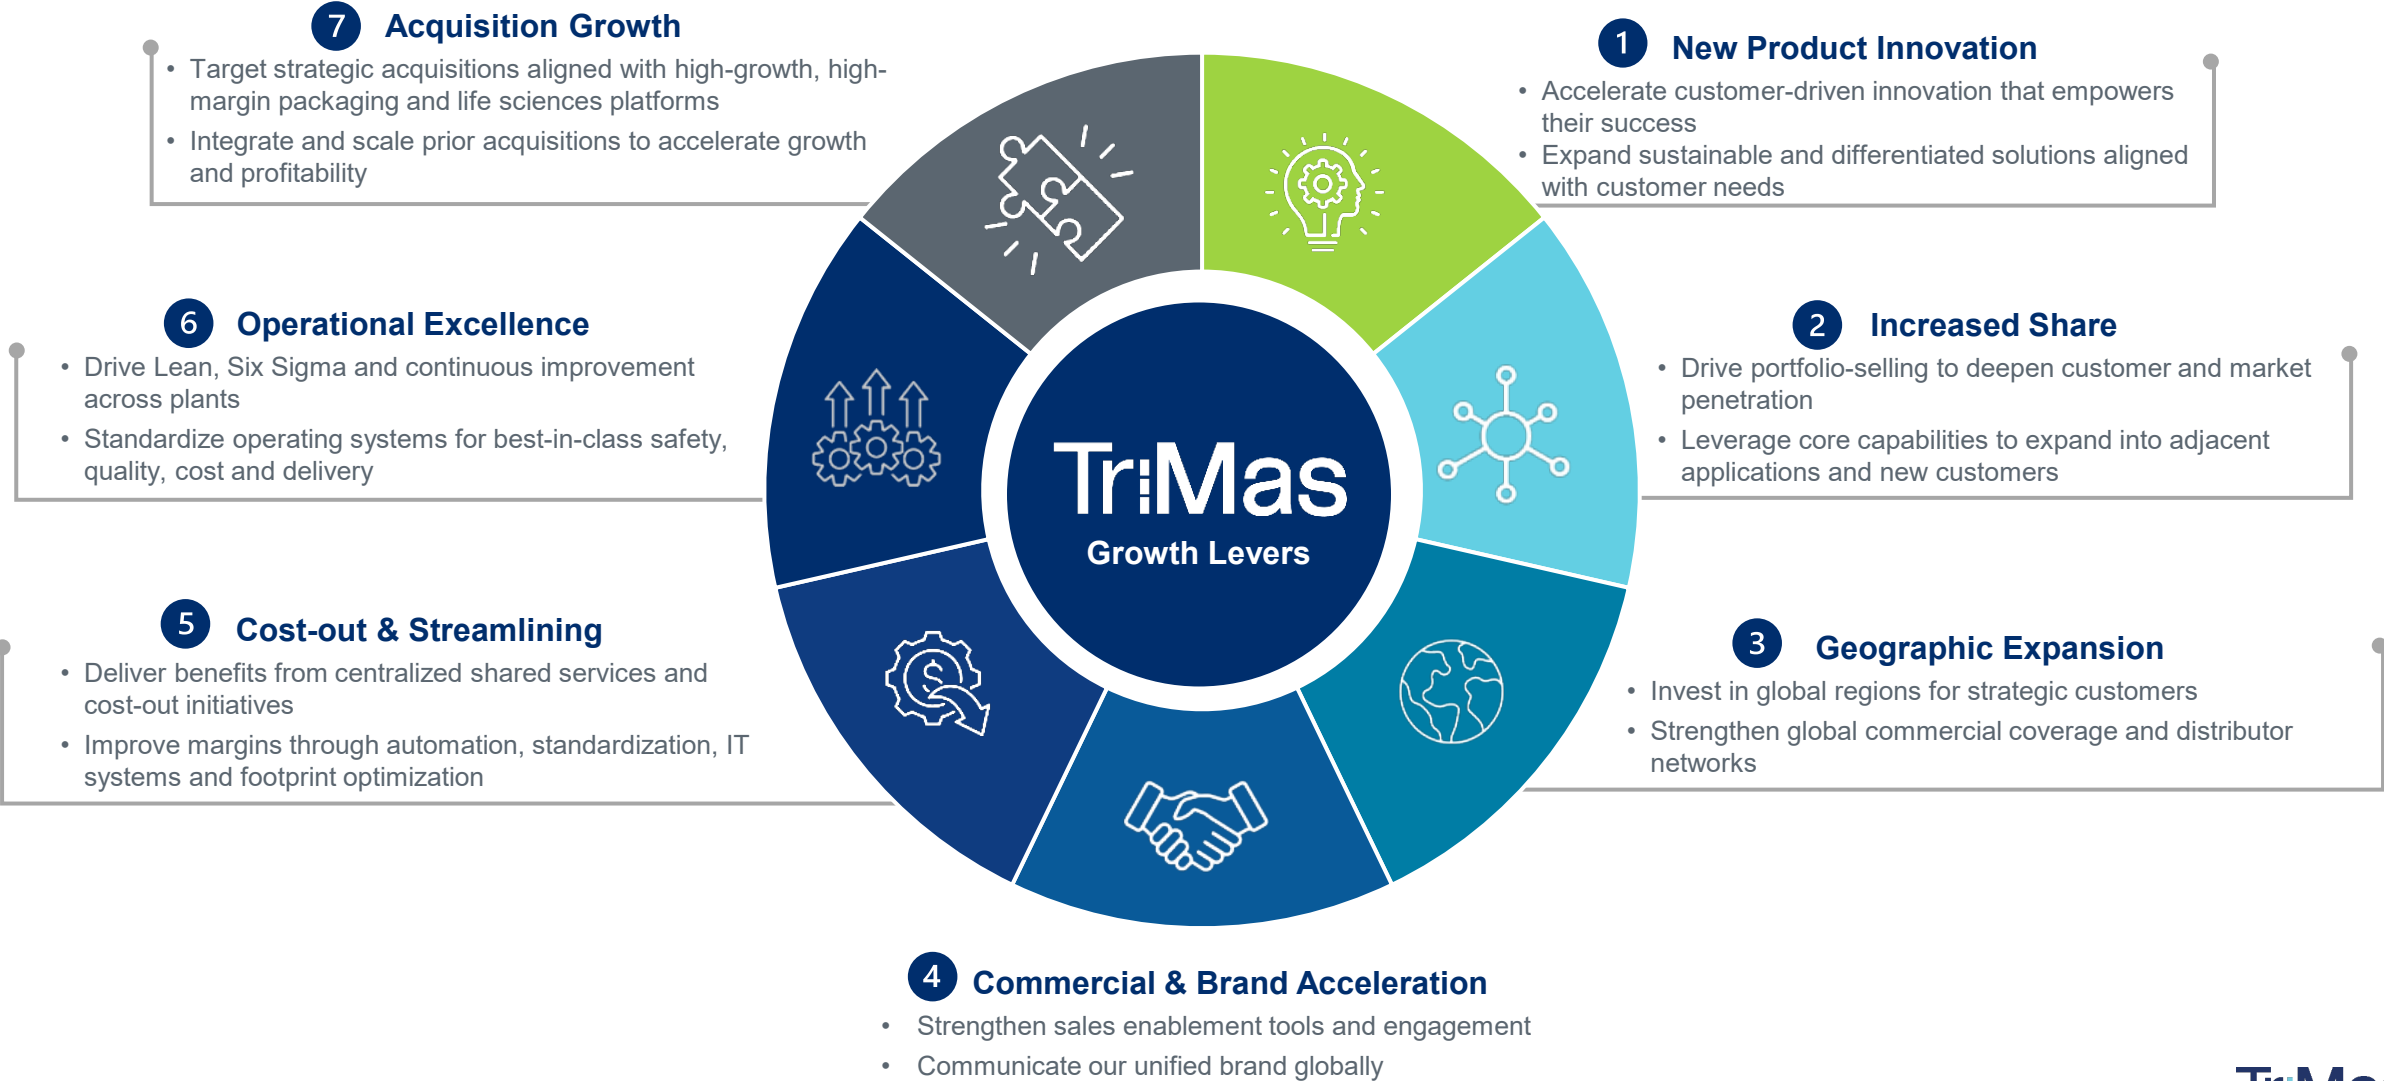 7 Acquisition Growth
• Target strategic acquisitions aligned with high-growth, high-
margin packaging and life sciences platforms
• Integrate and scale prior acquisitions to accelerate growth
and profitability
1 New Product Innovation
• Accelerate customer-driven innovation that empowers
their success
• Expand sustainable and differentiated solutions aligned
with customer needs
6 Operational Excellence
• Drive Lean, Six Sigma and continuous improvement
across plants
• Standardize operating systems for best-in-class safety,
quality, cost and delivery
2 Increased Share
• Drive portfolio-selling to deepen customer and market
penetration
• Leverage core capabilities to expand into adjacent
applications and new customers
TriMas
Growth Levers
5 Cost-out & Streamlining
• Deliver benefits from centralized shared services and
cost-out initiatives
• Improve margins through automation, standardization, IT
systems and footprint optimization
$
3 Geographic Expansion
• Invest in global regions for strategic customers
• Strengthen global commercial coverage and distributor
networks
4 Commercial & Brand Acceleration
• Strengthen sales enablement tools and engagement
• Communicate our unified brand globally